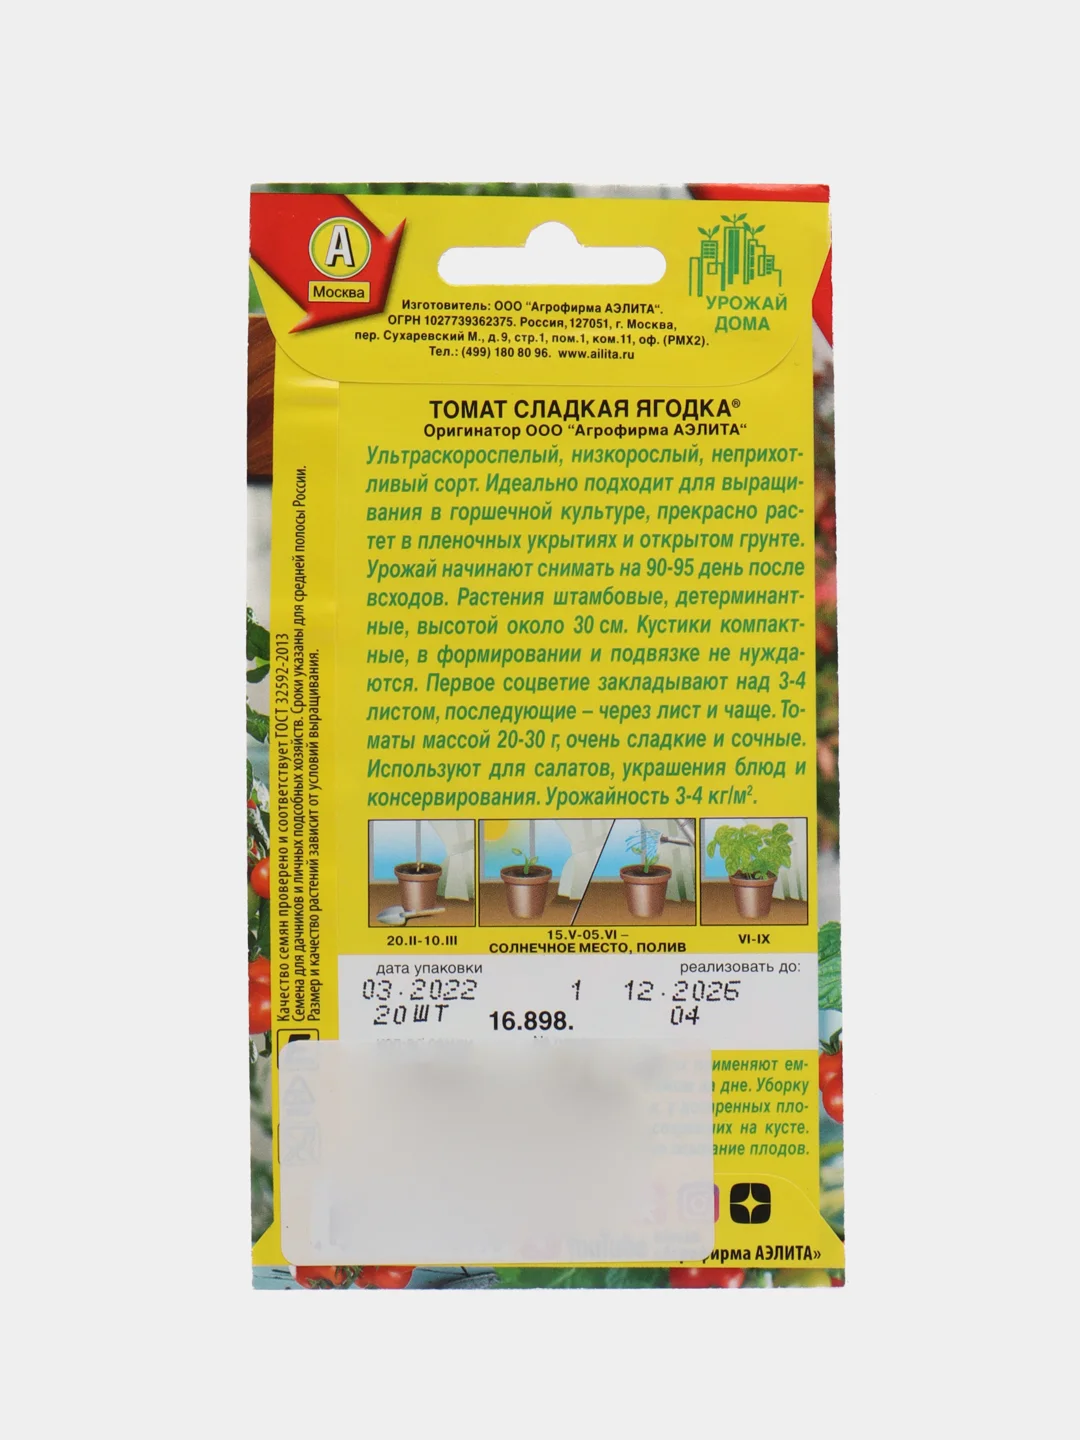 А
Москва
Изготовитель: ООО "Агрофирма АЭЛИТА".
ОГРН 1027739362375. Россия,127051, г. Москва,
пер. Сухаревский М., д.9, стр.1, пом.1, ком.11, оф. (РМХ2).
Тел.: (499) 180 80 96. www.ailita.ru
УРОЖАЙ
ДОМА
ТОМАТ СЛАДКАЯ ЯГОДКА®
Оригинатор ООО "Агрофирма АЭЛИТА"
Ультраскороспелый, низкорослый, неприхот-
ливый сорт. Идеально подходит для выращи-
вания в горшечной культуре, прекрасно рас-
тет в пленочных укрытиях и открытом грунте.
Урожай начинают снимать на 90-95 день после
всходов. Растения штамбовые, детерминант-
ные, высотой около 30 см. Кустики компакт-
ные, в формировании и подвязке не нужда-
ются. Первое соцветие закладывают над 3-4
листом, последующие – через лист и чаще. То-
маты массой 20-30 г, очень сладкие и сочные.
Используют для салатов, украшения блюд и
консервирования. Урожайность 3-4 кг/м².
20.II-10.III
15.V-05.VI –
СОЛНЕЧНОЕ МЕСТО, ПОЛИВ
VI-IX
дата упаковки
реализовать до:
03.2022 1 12.2026
20 ШТ 16.898. 04
Качество семян проверено и соответствует ГОСТ 32592-2013
Семена для дачников и личных подсобных хозяйств. Сроки указаны для средней полосы России.
Размер и качество растений зависит от условий выращивания.
применяют ем-
на дне. Уборку
пло-
на кусте.
плодов.
АЭЛИТА»